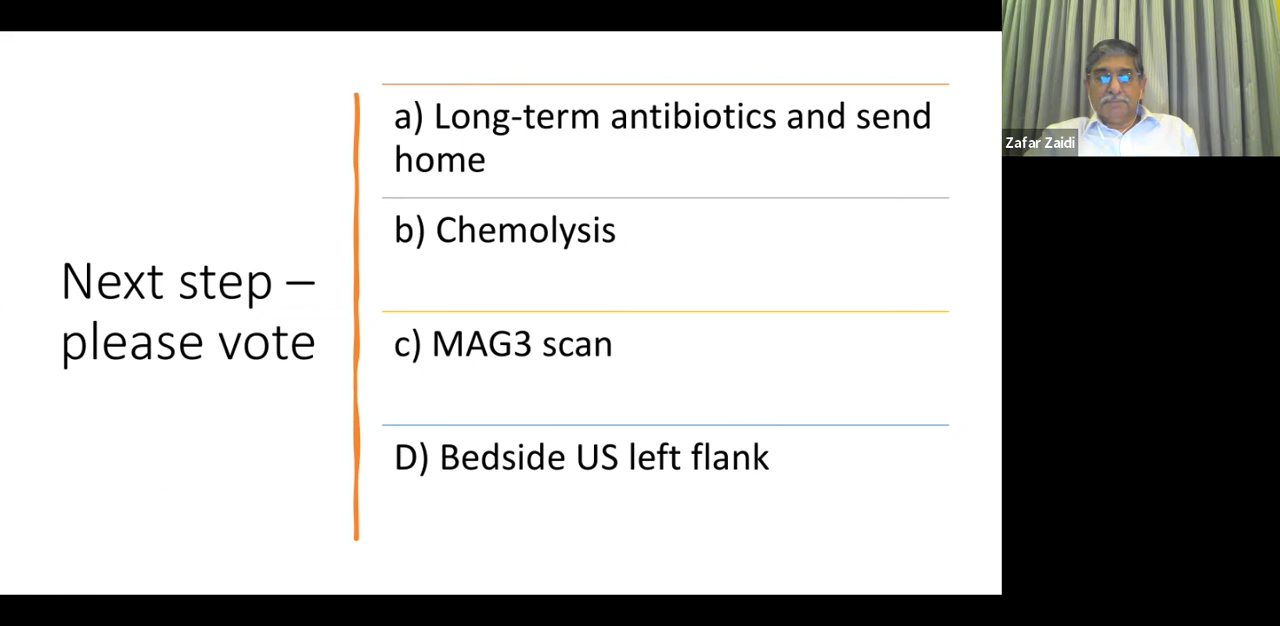 Next step –
please vote
a) Long-term antibiotics and send
home
b) Chemolysis
c) MAG3 scan
D) Bedside US left flank
Zafar Zaidi